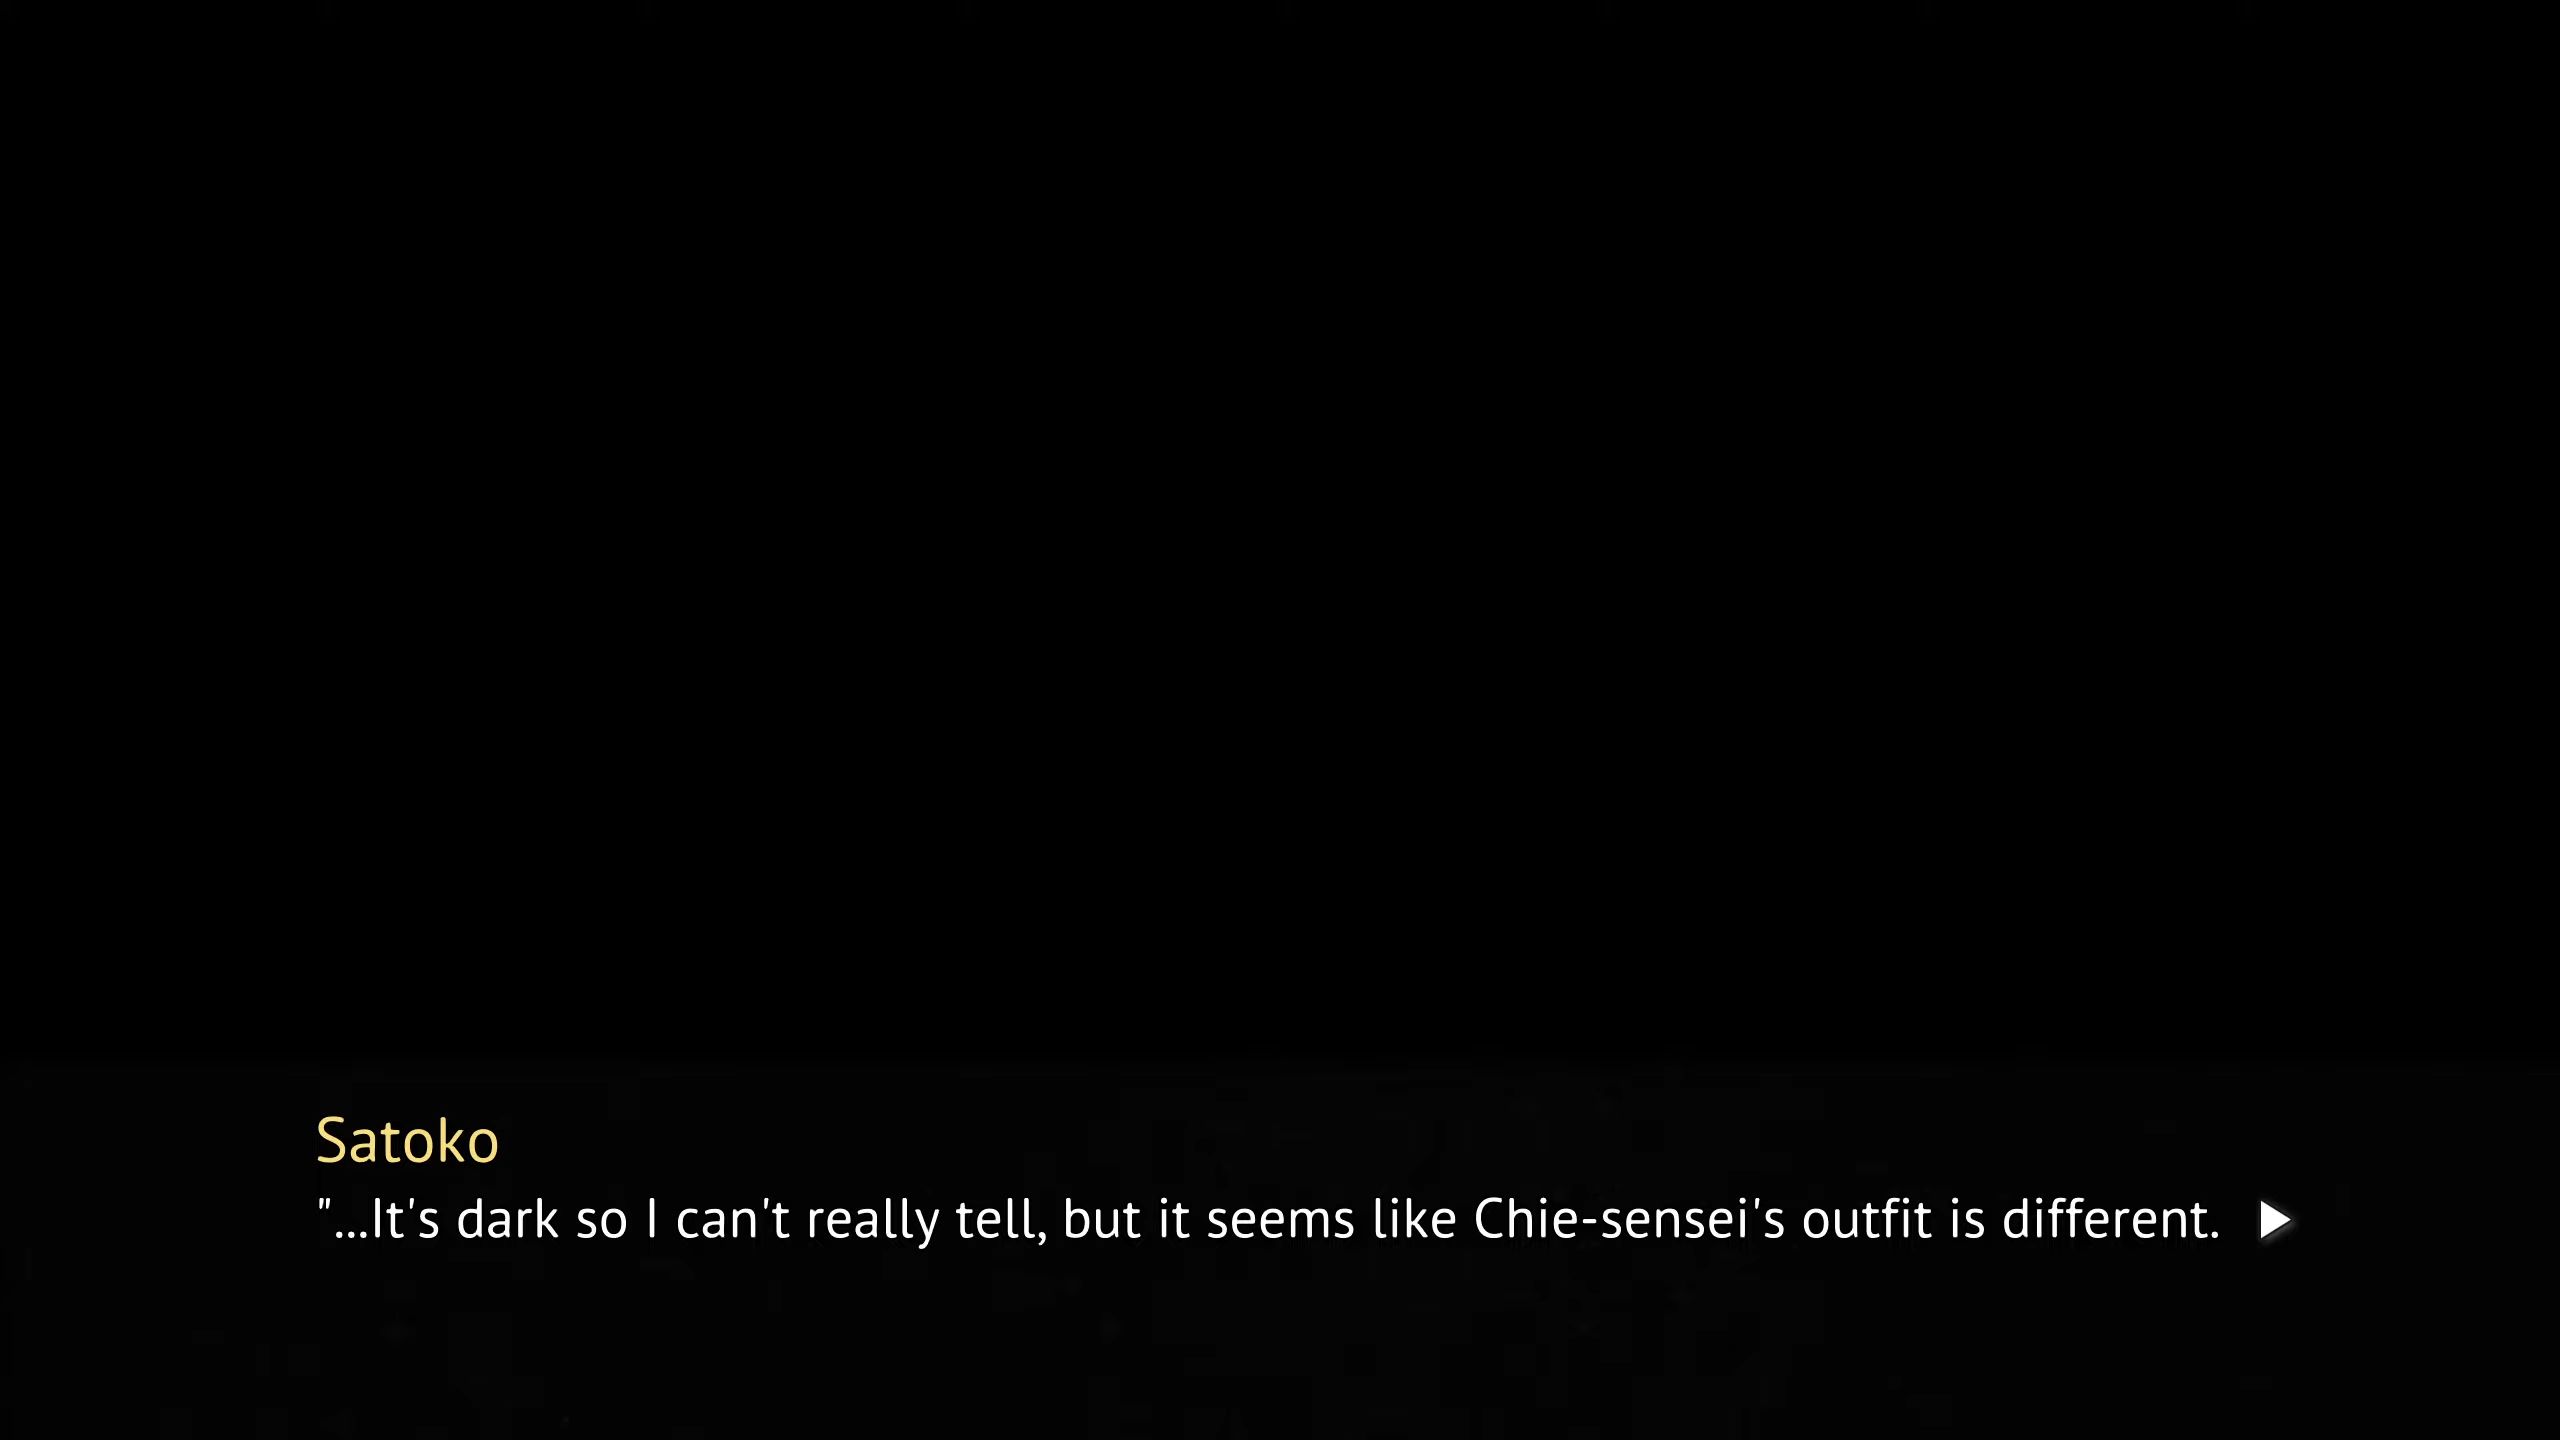 Satoko
"...It's dark so I can't really tell, but it seems like Chie-sensei's outfit is different.